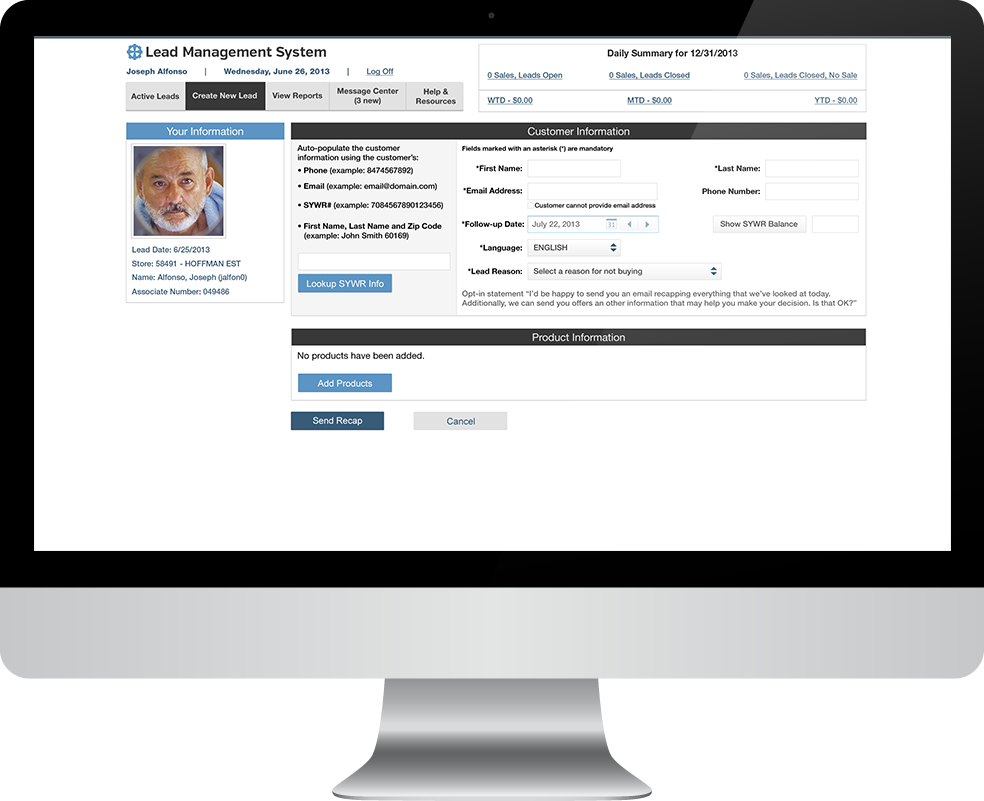 Lead Management System
Joseph Alfonso | Wednesday, June 26, 2013 | Log Off
Active Leads
Create New Lead
View Reports
Message Center
(3 new)
Help &
Resources
Daily Summary for 12/31/2013
0 Sales, Leads Open
0 Sales, Leads Closed
0 Sales, Leads Closed, No Sale
WTD - $0.00
MTD - $0.00
YTD - $0.00
Your Information
Lead Date: 6/25/2013
Store: 58491 - HOFFMAN EST
Name: Alfonso, Joseph (jalfon0)
Associate Number: 049486
Customer Information
Auto-populate the customer
information using the customer's:
• Phone (example: 8474567892)
• Email (example: email@domain.com)
• SYWR# (example: 7084567890123456)
• First Name, Last Name and Zip Code
(example: John Smith 60169)
Lookup SYWR Info
Fields marked with an asterisk (*) are mandatory
*First Name:
*Last Name:
*Email Address:
Phone Number:
Customer cannot provide email address
*Follow-up Date:
July 22, 2013
31
Show SYWR Balance
*Language:
ENGLISH
*Lead Reason:
Select a reason for not buying
Opt-in statement “I'd be happy to send you an email recapping everything that we've looked at today.
Additionally, we can send you offers an other information that may help you make your decision. Is that OK?”
Product Information
No products have been added.
Add Products
Send Recap
Cancel